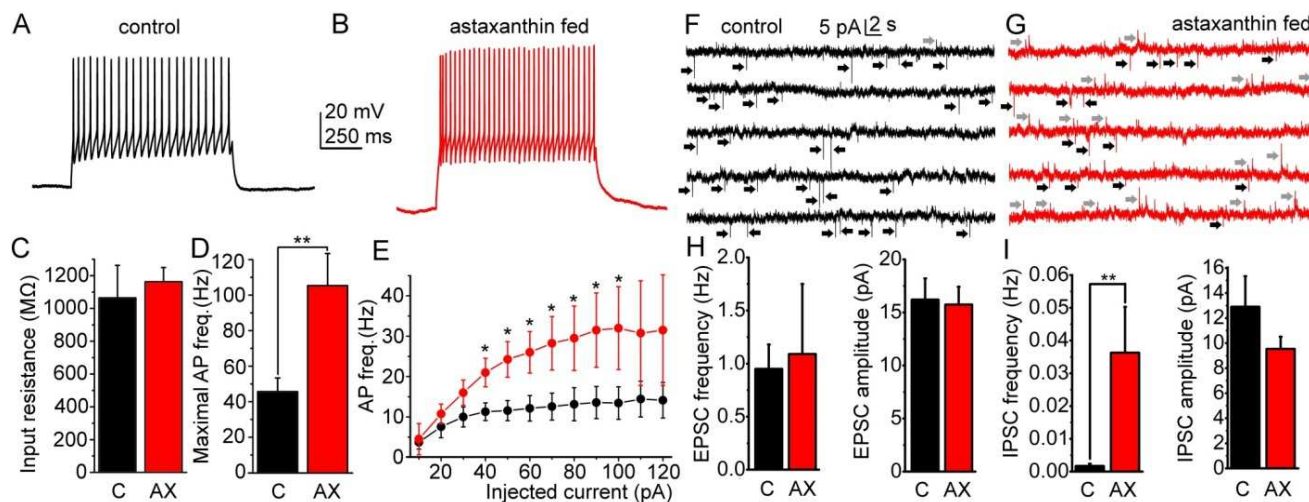 A
control
B
astaxanthin fed
20 mV
250 ms
F
control
5 pA
2 s
G
astaxanthin fed
C
Input resistance (MΩ)
1200
1000
800
600
400
200
0
C AX
D
Maximal AP freq.(Hz)
120
100
80
60
40
20
0
**
C AX
E
AP freq.(Hz)
40
30
20
10
0
* * * * * * *
20 40 60 80 100 120
Injected current (pA)
H
EPSC frequency (Hz)
2.0
1.5
1.0
0.5
0.0
C AX
EPSC amplitude (pA)
20
15
10
5
0
C AX
I
IPSC frequency (Hz)
0.06
0.05
0.04
0.03
0.02
0.01
0.00
**
C AX
IPSC amplitude (pA)
16
14
12
10
8
6
4
2
0
C AX